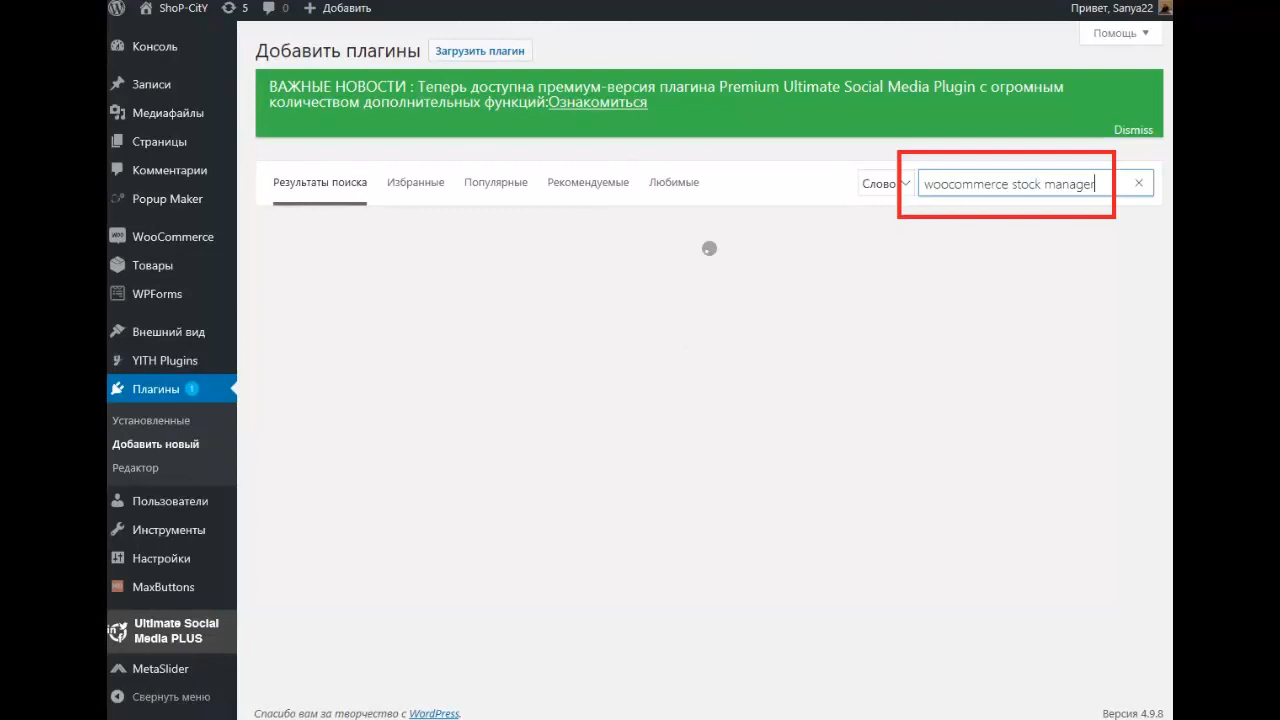 ShoP-CitY 5 0 Добавить Привет, Sanya22
Помощь
Консоль
Записи
Медиафайлы
Страницы
Комментарии
Popup Maker
WooCommerce
Товары
WPForms
Внешний вид
YITH Plugins
Плагины 1
Установленные
Добавить новый
Редактор
Пользователи
Инструменты
Настройки
MaxButtons
Ultimate Social
Media PLUS
MetaSlider
Свернуть меню
Добавить плагины Загрузить плагин
ВАЖНЫЕ НОВОСТИ : Теперь доступна премиум-версия плагина Premium Ultimate Social Media Plugin с огромным
количеством дополнительных функций:Ознакомиться
Dismiss
Результаты поиска Избранные Популярные Рекомендуемые Любимые Слово woocommerce stock manager
Спасибо вам за творчество с WordPress. Версия 4.9.8